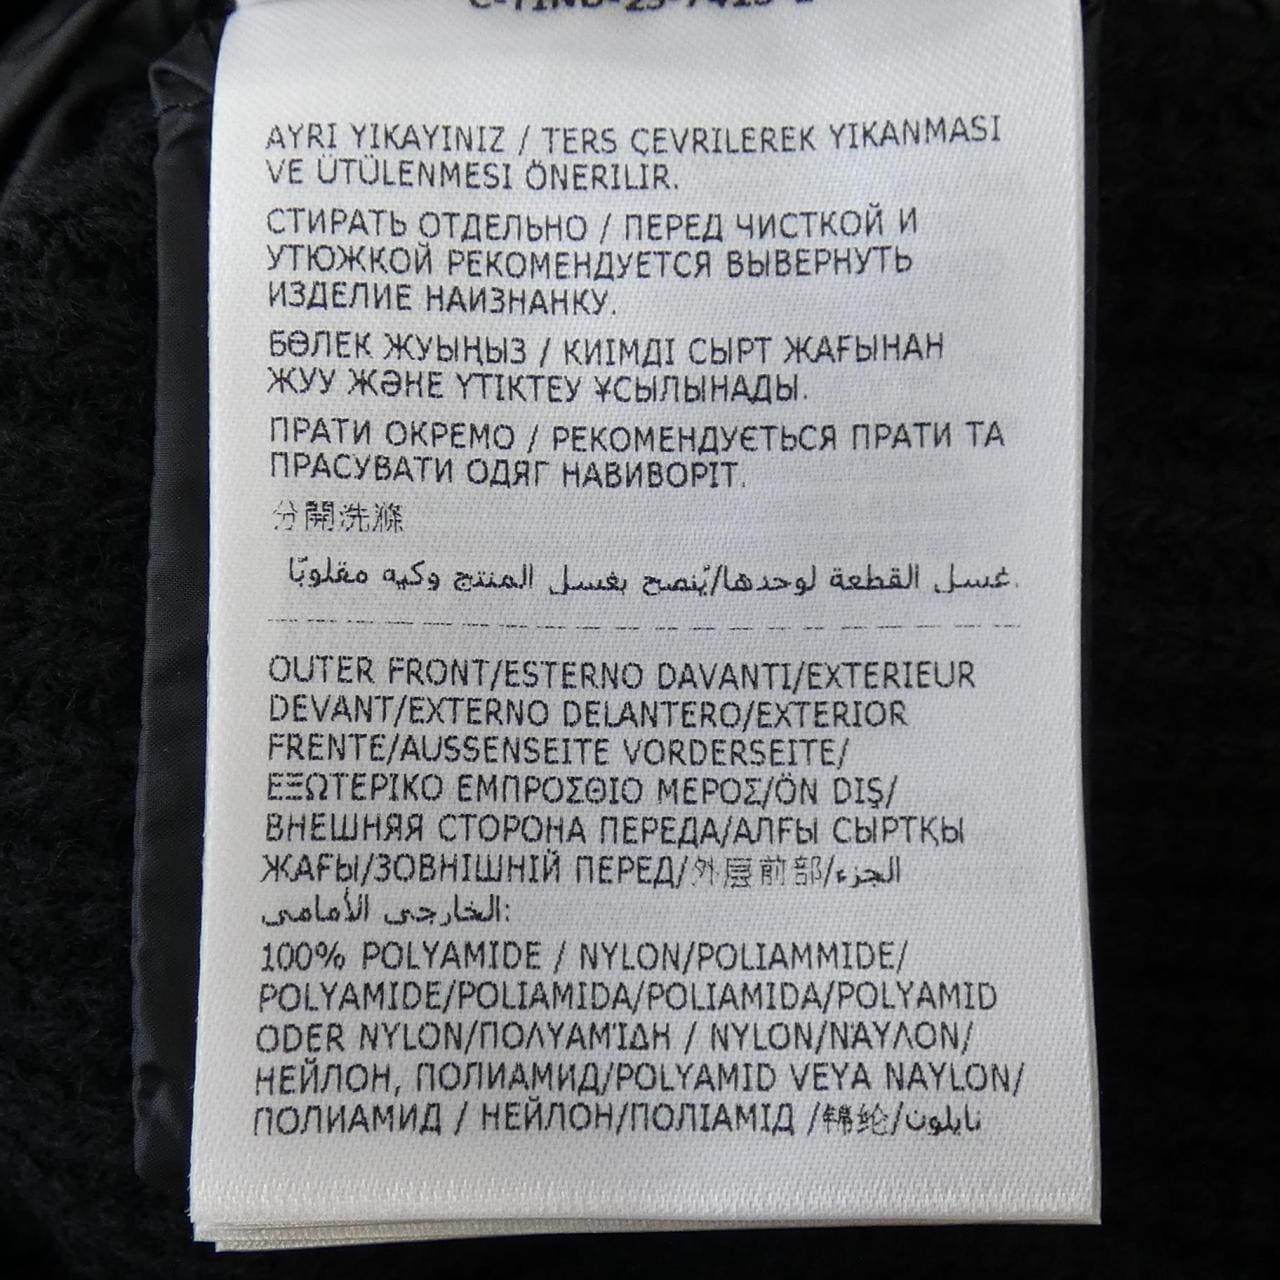 AYRI YIKAYINIZ / TERS ÇEVRILEREK YIKANMASI
VE ÜTÜLENMESI ÖNERILIR.
СТИРАТЬ ОТДЕЛЬНО / ПЕРЕД ЧИСТКОЙ И
УТЮЖКОЙ РЕКОМЕНДУЕТСЯ ВЫВЕРНУТЬ
ИЗДЕЛИЕ НАИЗНАНКУ.
БӨЛЕК ЖУЫҢЫЗ / КИІМДІ СЫРТ ЖАҒЫНАН
ЖУУ ЖӘНЕ ҮТІКТЕУ ҰСЫЛЫНАДЫ.
ПРАТИ ОКРЕМО / РЕКОМЕНДУЄТЬСЯ ПРАТИ ТА
ПРАСУВАТИ ОДЯГ НАВИВОРІТ.
分開洗滌
غسل القطعة لوحدها/يُنصح بغسل المنتج وكيه مقلوبًا.
OUTER FRONT/ESTERNO DAVANTI/EXTERIEUR
DEVANT/EXTERNO DELANTERO/EXTERIOR
FRENTE/AUSSENSEITE VORDERSEITE/
ΕΞΩΤΕΡΙΚΟ ΕΜΠΡΟΣΘΙΟ ΜΕΡΟΣ/ÖN DIŞ/
ВНЕШНЯЯ СТОРОНА ПЕРЕДА/АЛҒЫ СЫРТҚЫ
ЖАҒЫ/ЗОВНІШНІЙ ПЕРЕД/外层前部/الجزء
الخارجي الأمامي:
100% POLYAMIDE / NYLON/POLIAMMIDE/
POLYAMIDE/POLIAMIDA/POLIAMIDA/POLYAMID
ODER NYLON/ΠΟΛΥΑΜΊΔΗ / NYLON/ΝΆΥΛΟΝ/
НЕЙЛОН, ПОЛИАМИД/POLYAMID VEYA NAYLON/
ПОЛИАМИД / НЕЙЛОН/ПОЛІАМІД /锦纶/نايلون